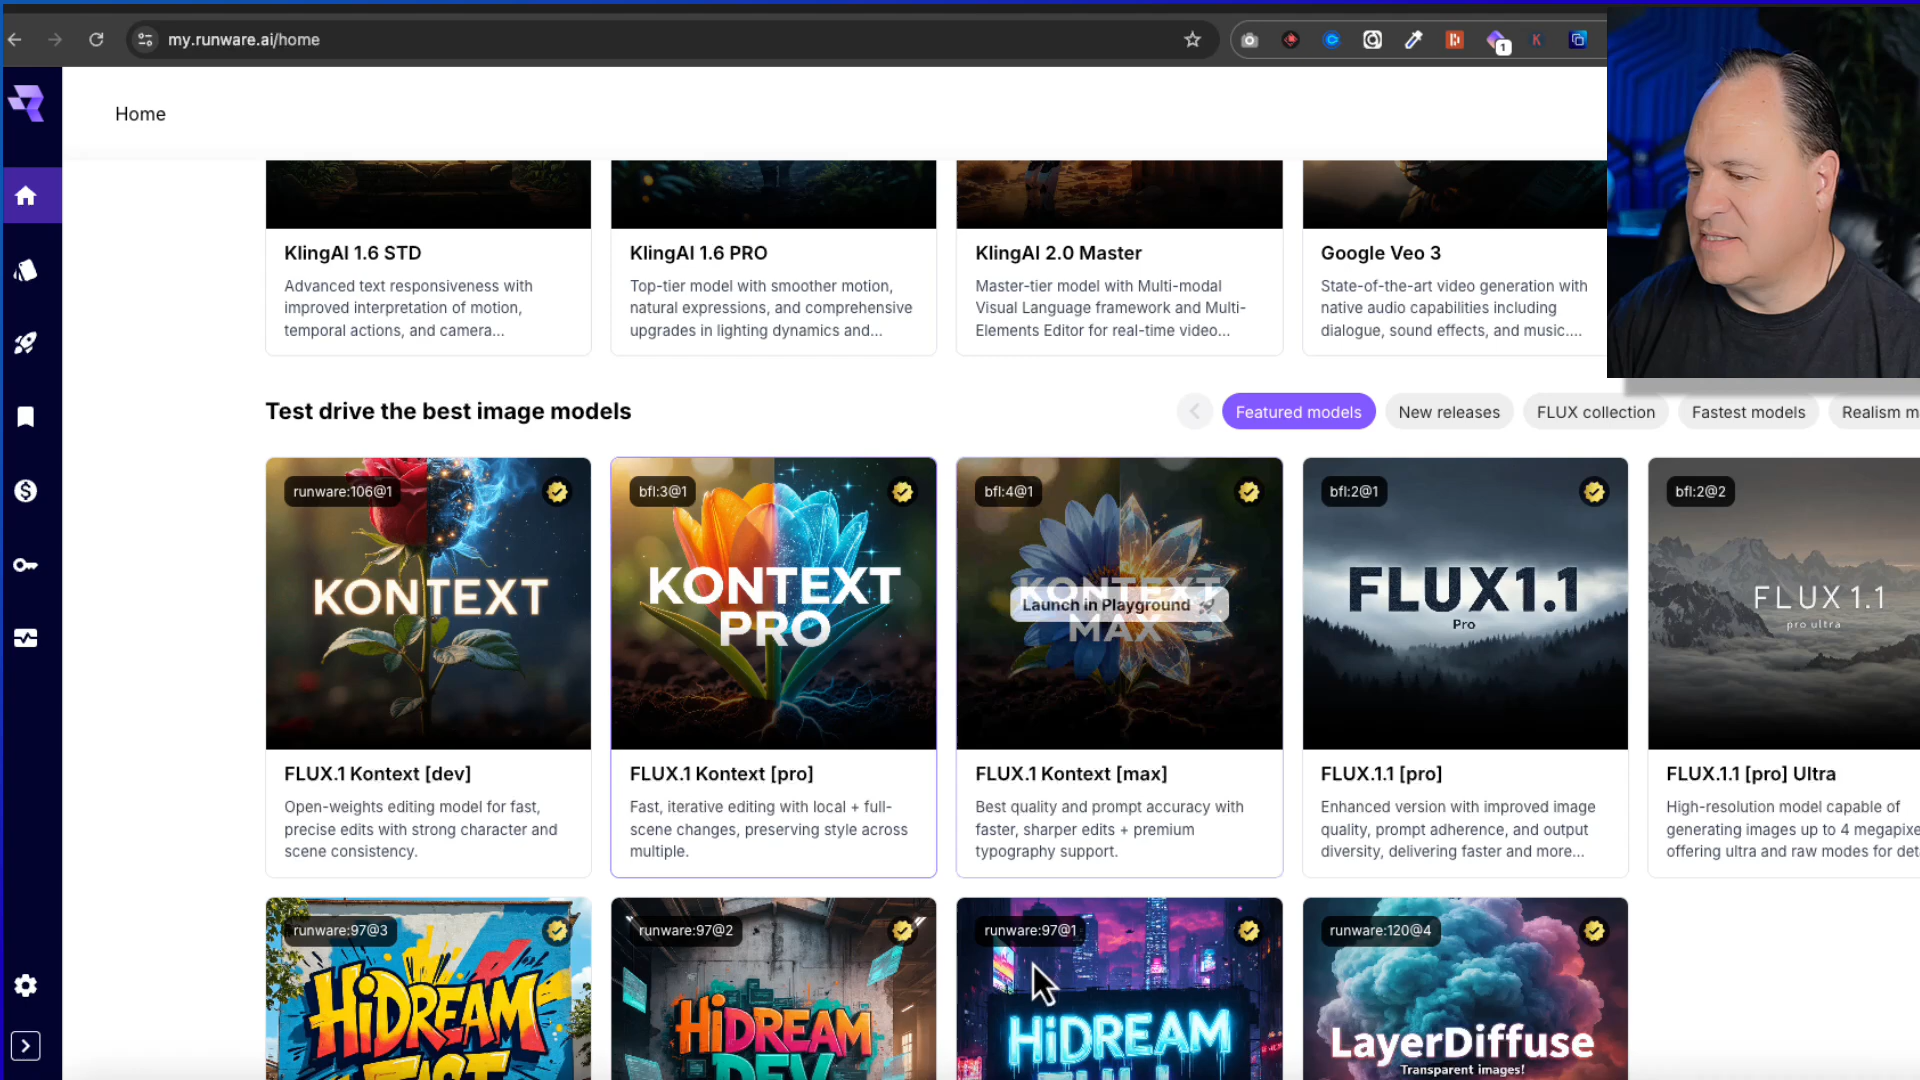 my.runware.ai/home
1
K
Home
KlingAI 1.6 STD
Advanced text responsiveness with
improved interpretation of motion,
temporal actions, and camera...
KlingAI 1.6 PRO
Top-tier model with smoother motion,
natural expressions, and comprehensive
upgrades in lighting dynamics and...
KlingAI 2.0 Master
Master-tier model with Multi-modal
Visual Language framework and Multi-
Elements Editor for real-time video...
Google Veo 3
State-of-the-art video generation with
native audio capabilities including
dialogue, sound effects, and music....
Test drive the best image models
Featured models
New releases
FLUX collection
Fastest models
Realism m
runware:106@1
KONTEXT
FLUX.1 Kontext [dev]
Open-weights editing model for fast,
precise edits with strong character and
scene consistency.
bfl:3@1
KONTEXT
PRO
FLUX.1 Kontext [pro]
Fast, iterative editing with local + full-
scene changes, preserving style across
multiple.
bfl:4@1
KONTEXT
Launch in Playground
MAX
FLUX.1 Kontext [max]
Best quality and prompt accuracy with
faster, sharper edits + premium
typography support.
bfl:2@1
FLUX1.1
Pro
FLUX.1.1 [pro]
Enhanced version with improved image
quality, prompt adherence, and output
diversity, delivering faster and more...
bfl:2@2
FLUX 1.1
pro ultra
FLUX.1.1 [pro] Ultra
High-resolution model capable of
generating images up to 4 megapixe
offering ultra and raw modes for det
runware:97@3
HiDREAM
FAST
runware:97@2
HiDREAM
DEV
runware:97@1
HiDREAM
FULL
runware:120@4
LayerDiffuse
Transparent images!